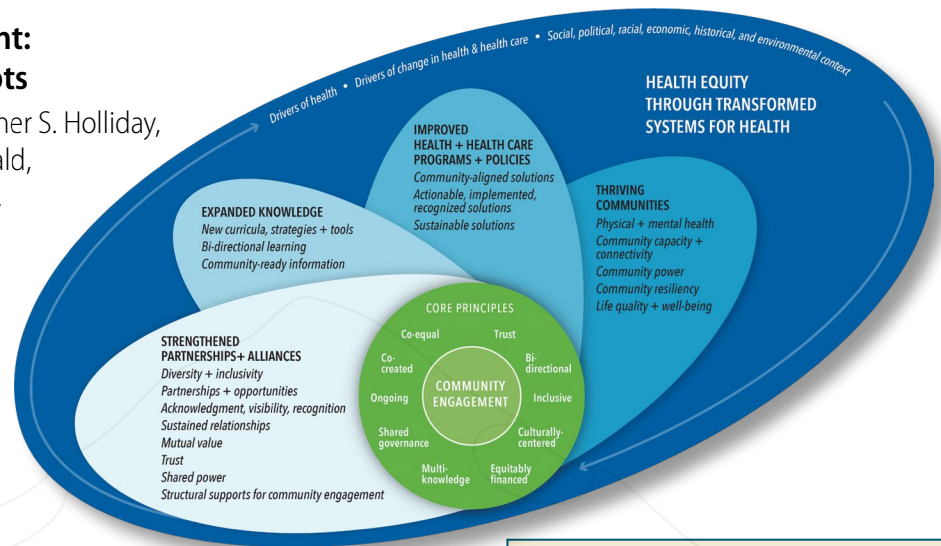 nt:
ots
ner S. Holliday,
ald,
Drivers of health • Drivers of change in health & health care • Social, political, racial, economic, historical, and environmental context
HEALTH EQUITY
THROUGH TRANSFORMED
SYSTEMS FOR HEALTH
IMPROVED
HEALTH + HEALTH CARE
PROGRAMS + POLICIES
Community-aligned solutions
Actionable, implemented,
recognized solutions
Sustainable solutions
THRIVING
COMMUNITIES
Physical + mental health
Community capacity +
connectivity
Community power
Community resiliency
Life quality + well-being
EXPANDED KNOWLEDGE
New curricula, strategies + tools
Bi-directional learning
Community-ready information
STRENGTHENED
PARTNERSHIPS+ ALLIANCES
Diversity + inclusivity
Partnerships + opportunities
Acknowledgment, visibility, recognition
Sustained relationships
Mutual value
Trust
Shared power
Structural supports for community engagement
CORE PRINCIPLES
Co-equal
Trust
Co-
created
Bi-
directional
Ongoing
Inclusive
Shared
governance
Culturally-
centered
Multi-
knowledge
Equitably
financed
COMMUNITY
ENGAGEMENT